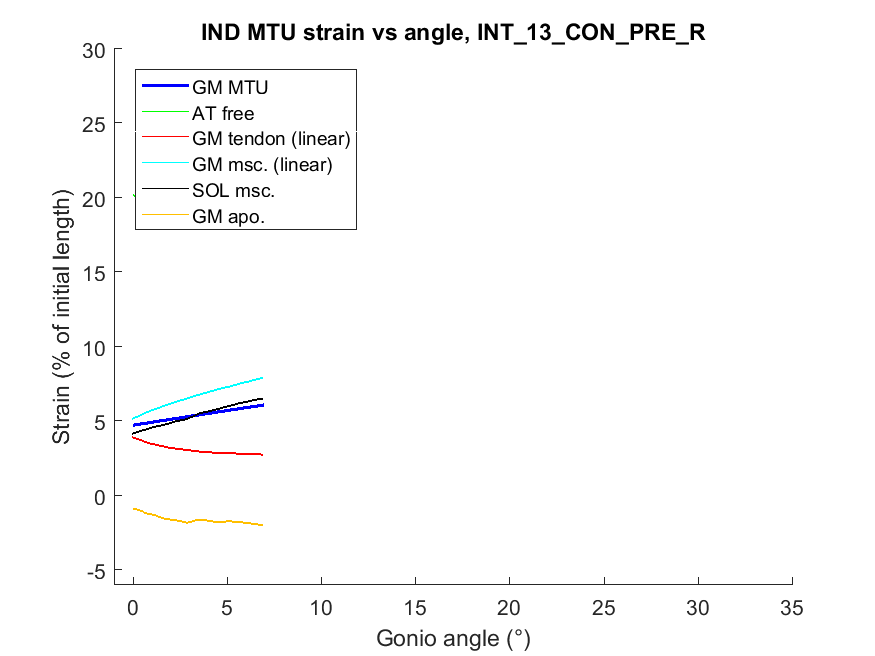 IND MTU strain vs angle, INT_13_CON_PRE_R
30
25
20
15
10
5
0
-5
Strain (% of initial length)
GM MTU
AT free
GM tendon (linear)
GM msc. (linear)
SOL msc.
GM apo.
0 5 10 15 20 25 30 35
Gonio angle (°)